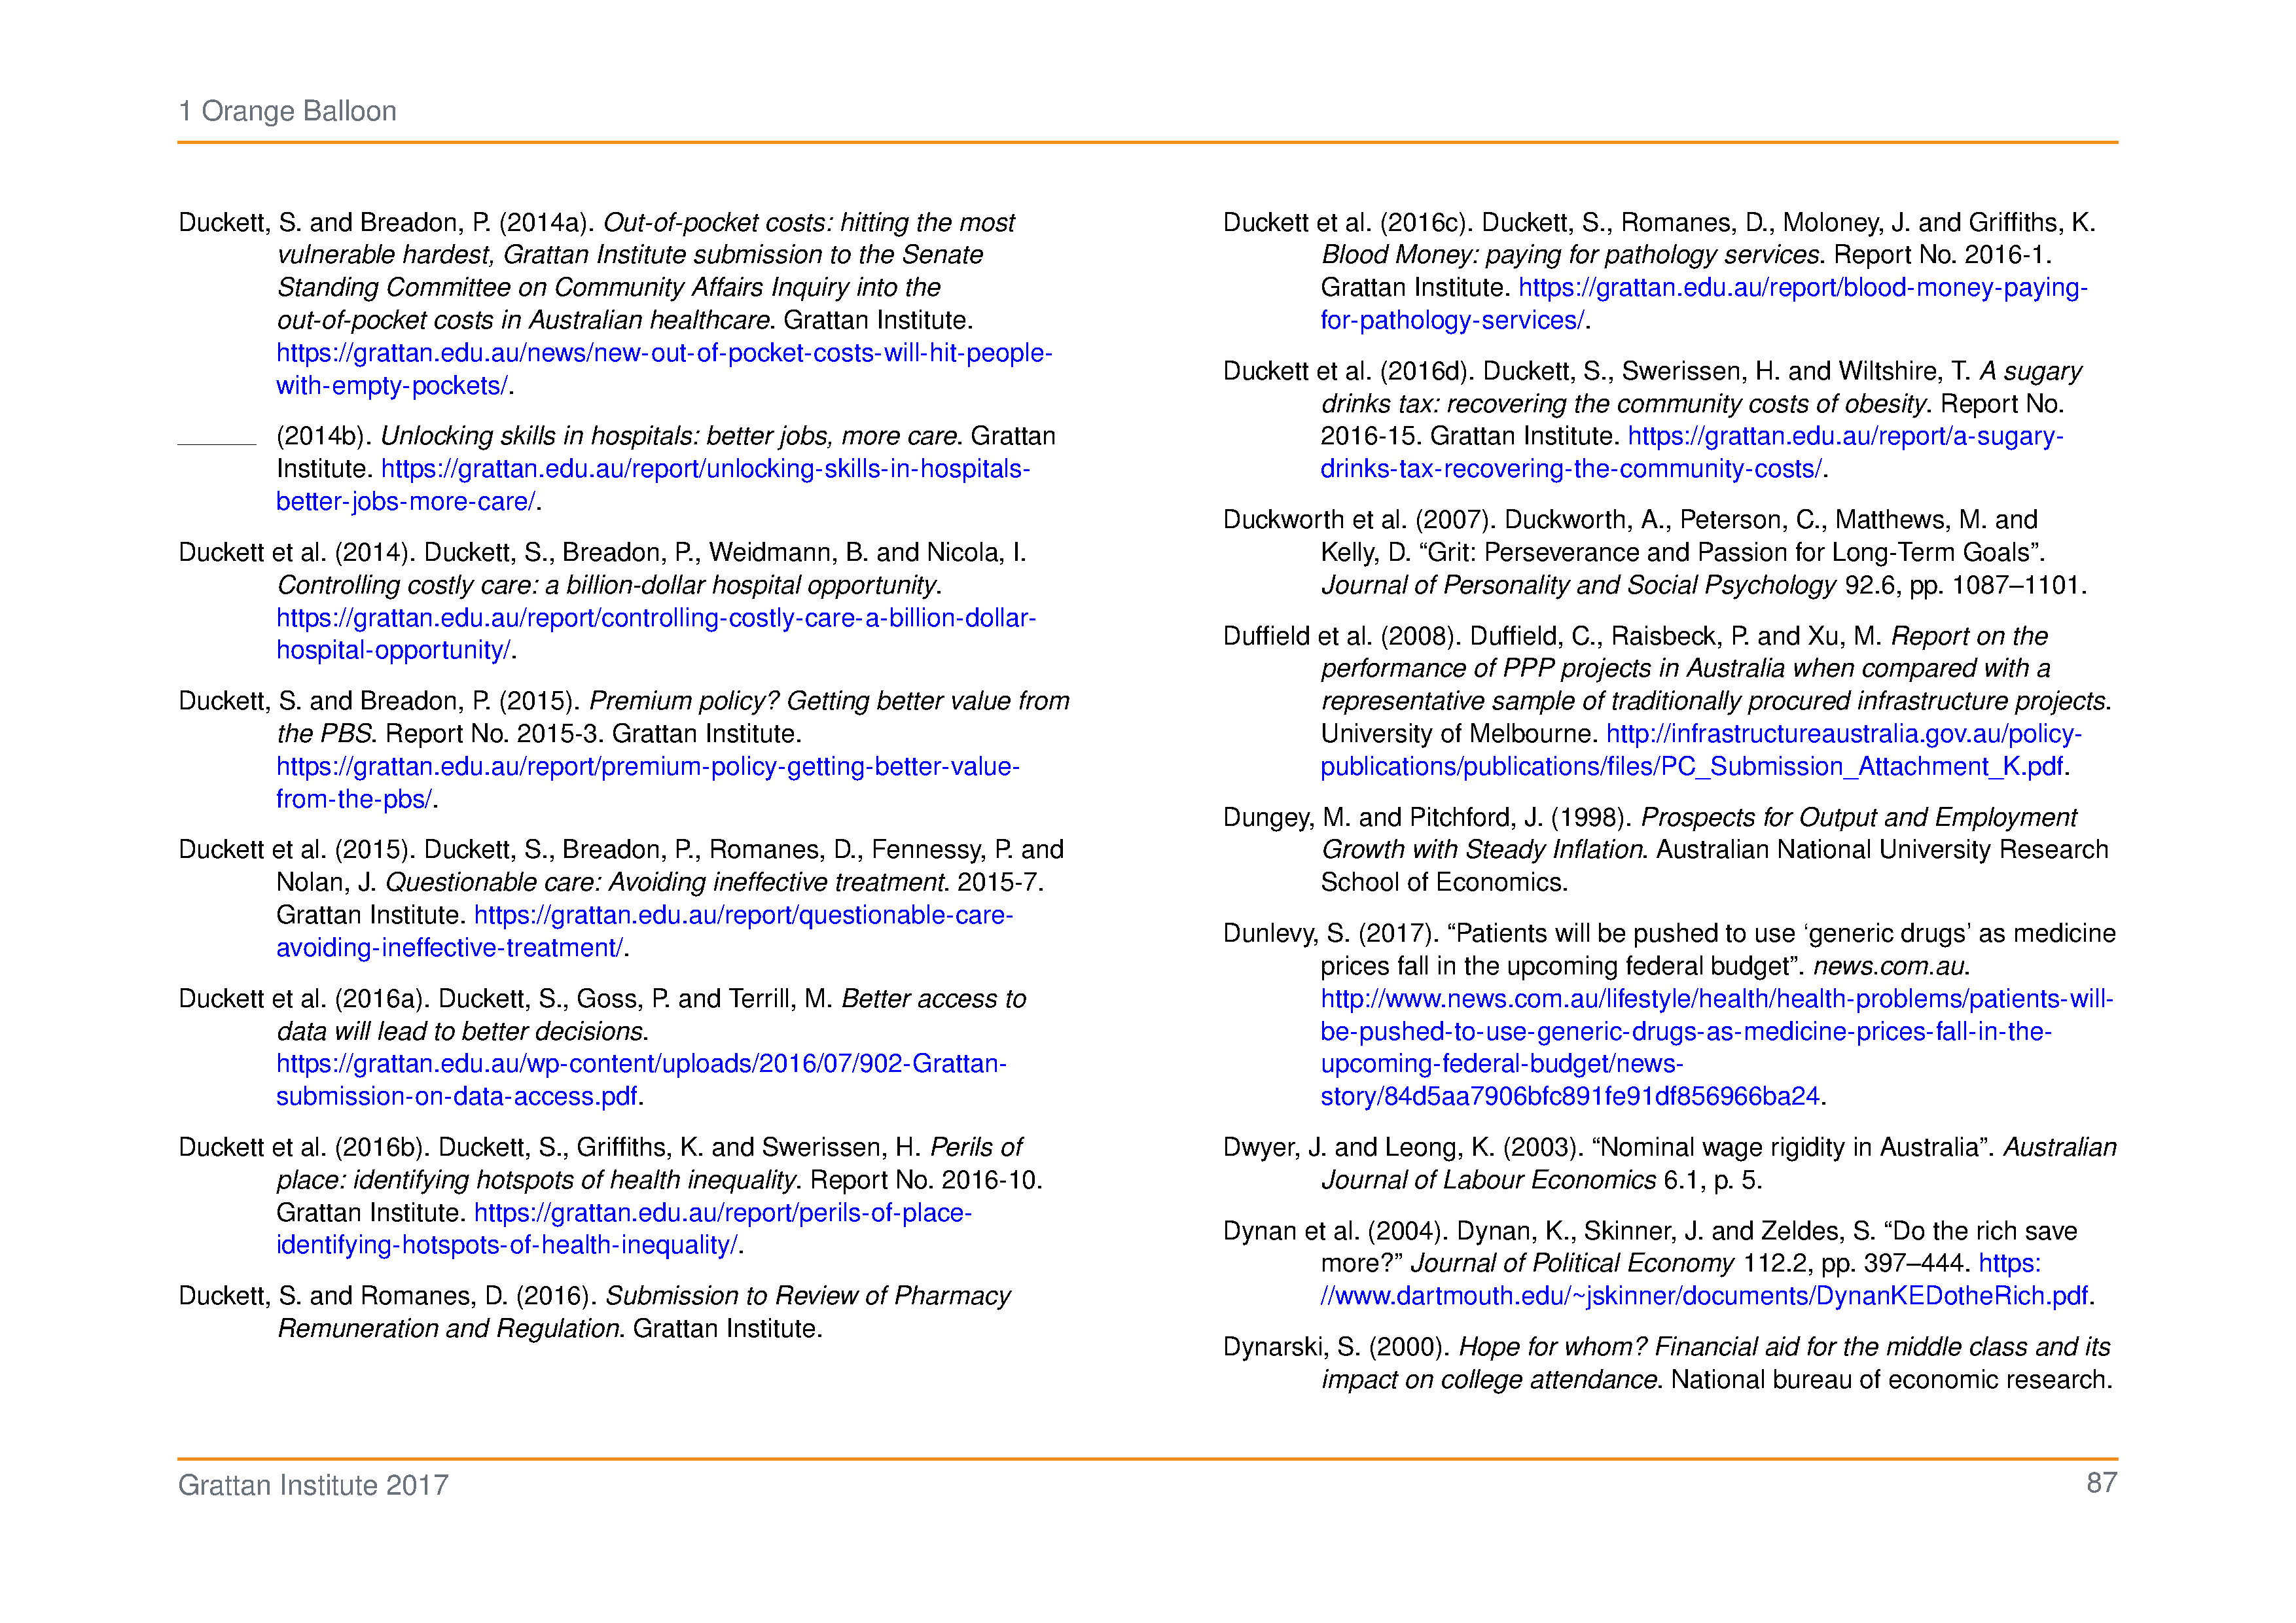 1 Orange Balloon
Duckett, S. and Breadon, P. (2014a). Out-of-pocket costs: hitting the most
vulnerable hardest, Grattan Institute submission to the Senate
Standing Committee on Community Affairs Inquiry into the
out-of-pocket costs in Australian healthcare. Grattan Institute.
https://grattan.edu.au/news/new-out-of-pocket-costs-will-hit-people-
with-empty-pockets/.
(2014b). Unlocking skills in hospitals: better jobs, more care. Grattan
Institute. https://grattan.edu.au/report/unlocking-skills-in-hospitals-
better-jobs-more-care/.
Duckett et al. (2014). Duckett, S., Breadon, P., Weidmann, B. and Nicola, I.
Controlling costly care: a billion-dollar hospital opportunity.
https://grattan.edu.au/report/controlling-costly-care-a-billion-dollar-
hospital-opportunity/.
Duckett, S. and Breadon, P. (2015). Premium policy? Getting better value from
the PBS. Report No. 2015-3. Grattan Institute.
https://grattan.edu.au/report/premium-policy-getting-better-value-
from-the-pbs/.
Duckett et al. (2015). Duckett, S., Breadon, P., Romanes, D., Fennessy, P. and
Nolan, J. Questionable care: Avoiding ineffective treatment. 2015-7.
Grattan Institute. https://grattan.edu.au/report/questionable-care-
avoiding-ineffective-treatment/.
Duckett et al. (2016a). Duckett, S., Goss, P. and Terrill, M. Better access to
data will lead to better decisions.
https://grattan.edu.au/wp-content/uploads/2016/07/902-Grattan-
submission-on-data-access.pdf.
Duckett et al. (2016b). Duckett, S., Griffiths, K. and Swerissen, H. Perils of
place: identifying hotspots of health inequality. Report No. 2016-10.
Grattan Institute. https://grattan.edu.au/report/perils-of-place-
identifying-hotspots-of-health-inequality/.
Duckett, S. and Romanes, D. (2016). Submission to Review of Pharmacy
Remuneration and Regulation. Grattan Institute.
Duckett et al. (2016c). Duckett, S., Romanes, D., Moloney, J. and Griffiths, K.
Blood Money: paying for pathology services. Report No. 2016-1.
Grattan Institute. https://grattan.edu.au/report/blood-money-paying-
for-pathology-services/.
Duckett et al. (2016d). Duckett, S., Swerissen, H. and Wiltshire, T. A sugary
drinks tax: recovering the community costs of obesity. Report No.
2016-15. Grattan Institute. https://grattan.edu.au/report/a-sugary-
drinks-tax-recovering-the-community-costs/.
Duckworth et al. (2007). Duckworth, A., Peterson, C., Matthews, M. and
Kelly, D. “Grit: Perseverance and Passion for Long-Term Goals”.
Journal of Personality and Social Psychology 92.6, pp. 1087–1101.
Duffield et al. (2008). Duffield, C., Raisbeck, P. and Xu, M. Report on the
performance of PPP projects in Australia when compared with a
representative sample of traditionally procured infrastructure projects.
University of Melbourne. http://infrastructureaustralia.gov.au/policy-
publications/publications/files/PC_Submission_Attachment_K.pdf.
Dungey, M. and Pitchford, J. (1998). Prospects for Output and Employment
Growth with Steady Inflation. Australian National University Research
School of Economics.
Dunlevy, S. (2017). “Patients will be pushed to use ‘generic drugs’ as medicine
prices fall in the upcoming federal budget”. news.com.au.
http://www.news.com.au/lifestyle/health/health-problems/patients-will-
be-pushed-to-use-generic-drugs-as-medicine-prices-fall-in-the-
upcoming-federal-budget/news-
story/84d5aa7906bfc891fe91df856966ba24.
Dwyer, J. and Leong, K. (2003). “Nominal wage rigidity in Australia”. Australian
Journal of Labour Economics 6.1, p. 5.
Dynan et al. (2004). Dynan, K., Skinner, J. and Zeldes, S. “Do the rich save
more?” Journal of Political Economy 112.2, pp. 397–444. https:
//www.dartmouth.edu/~jskinner/documents/DynanKEDotheRich.pdf.
Dynarski, S. (2000). Hope for whom? Financial aid for the middle class and its
impact on college attendance. National bureau of economic research.
Grattan Institute 2017
87